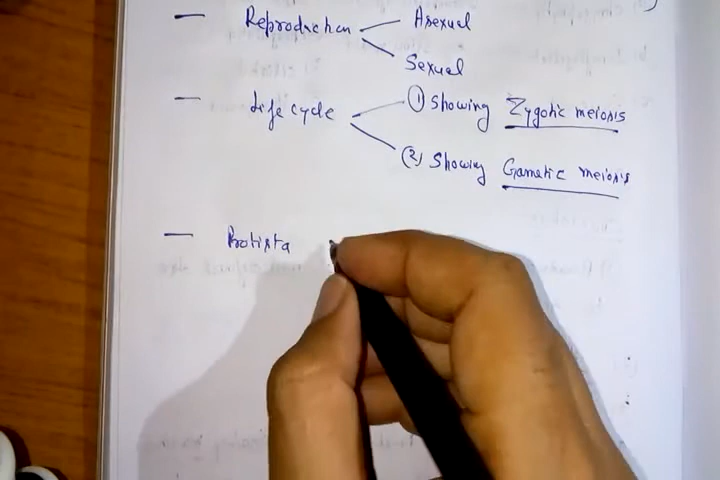 — Reproduction Asexual
Sexual
— Life cycle ① Showing Zygotic meiosis
② Showing Gametic meiosis
— Protista